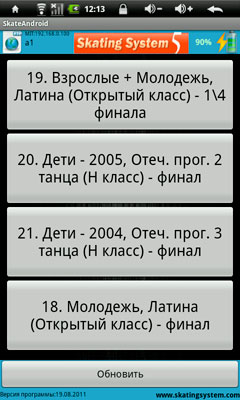 12:13
SkateAndroid
МП:192.168.0.100
a1
Skating System 5
90%
19. Взрослые + Молодежь,
Латина (Открытый класс) - 1\4
финала
20. Дети - 2005, Отеч. прог. 2
танца (Н класс) - финал
21. Дети - 2004, Отеч. прог. 3
танца (Н класс) - финал
18. Молодежь, Латина
(Открытый класс) - финал
Обновить
Версия программы:19.08.2011
www.skatingsystem.com